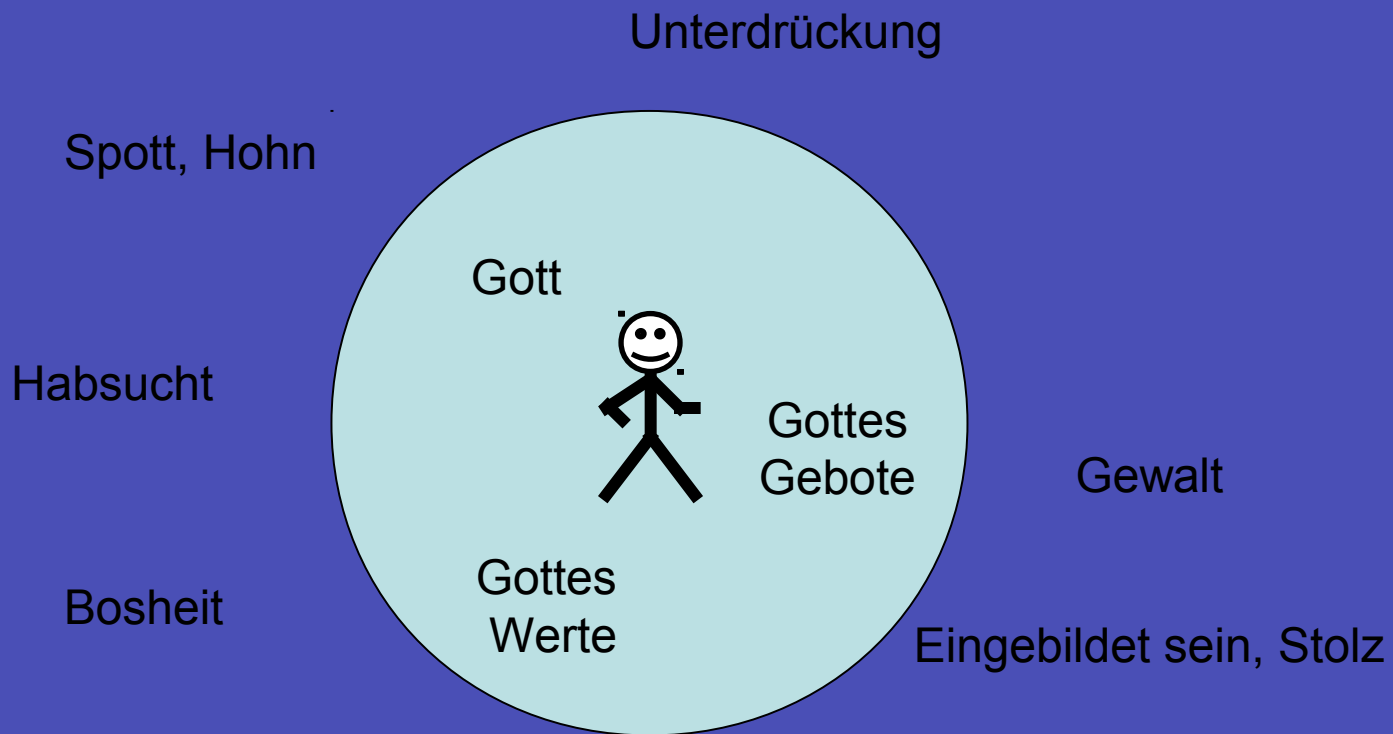 Unterdrückung
Spott, Hohn
Gott
Habsucht
Gottes
Gebote
Gewalt
Gottes
Werte
Bosheit
Eingebildet sein, Stolz